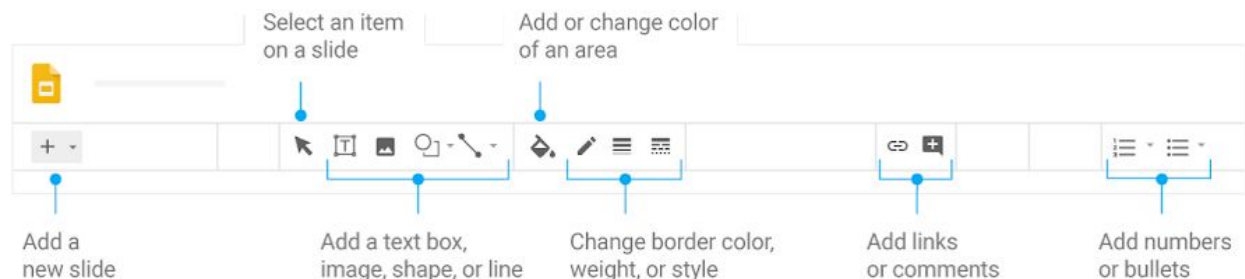 Select an item
on a slide
Add or change color
of an area
Add a
new slide
Add a text box,
image, shape, or line
Change border color,
weight, or style
Add links
or comments
Add numbers
or bullets